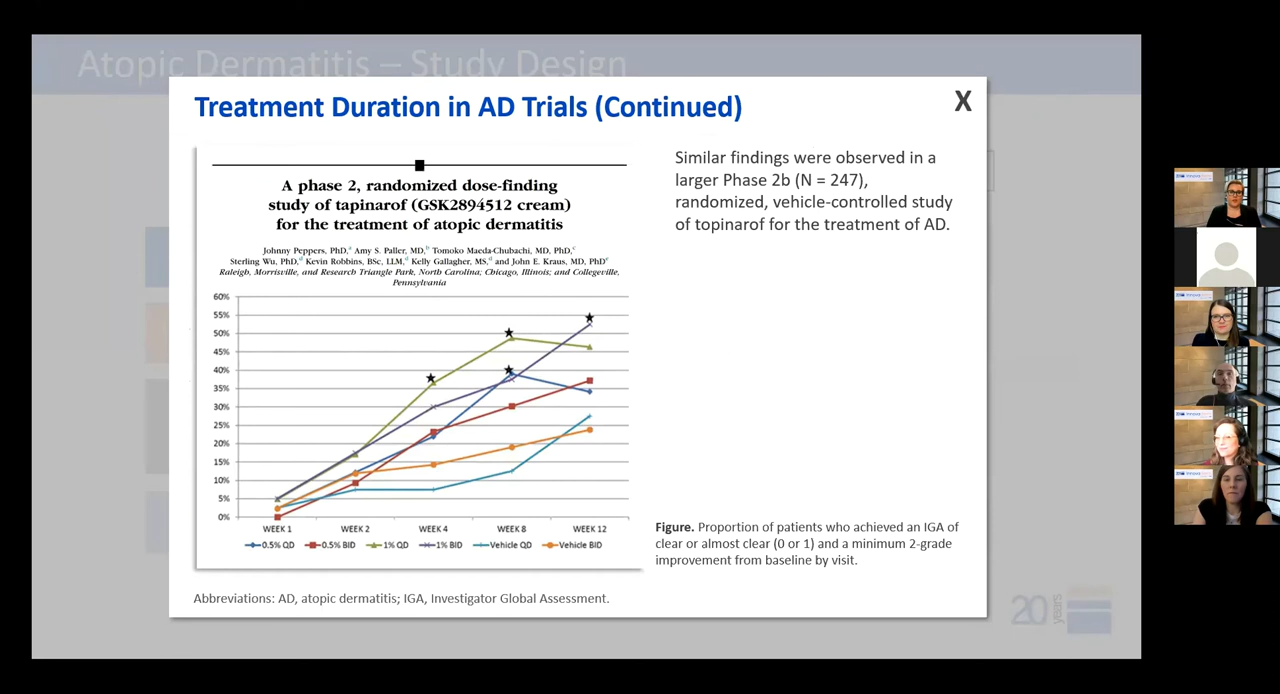 Atopic Dermatitis – Study Design
Treatment Duration in AD Trials (Continued)
X
A phase 2, randomized dose-finding
study of tapinarof (GSK2894512 cream)
for the treatment of atopic dermatitis
Johnny Peppers, PhD,a Amy S. Paller, MD,b Tomoko Maeda-Chubachi, MD, PhD,c
Sterling Wu, PhD,d Kevin Robbins, BSc, LLM,d Kelly Gallagher, MS,d and John E. Kraus, MD, PhDc
Raleigh, Morrisville, and Research Triangle Park, North Carolina; Chicago, Illinois; and Collegeville,
Pennsylvania
60%
55%
50%
45%
40%
35%
30%
25%
20%
15%
10%
5%
0%
WEEK 1 WEEK 2 WEEK 4 WEEK 8 WEEK 12
0.5% QD 0.5% BID 1% QD 1% BID Vehicle QD Vehicle BID
Similar findings were observed in a
larger Phase 2b (N = 247),
randomized, vehicle-controlled study
of topinarof for the treatment of AD.
Figure. Proportion of patients who achieved an IGA of
clear or almost clear (0 or 1) and a minimum 2-grade
improvement from baseline by visit.
Abbreviations: AD, atopic dermatitis; IGA, Investigator Global Assessment.
20 years